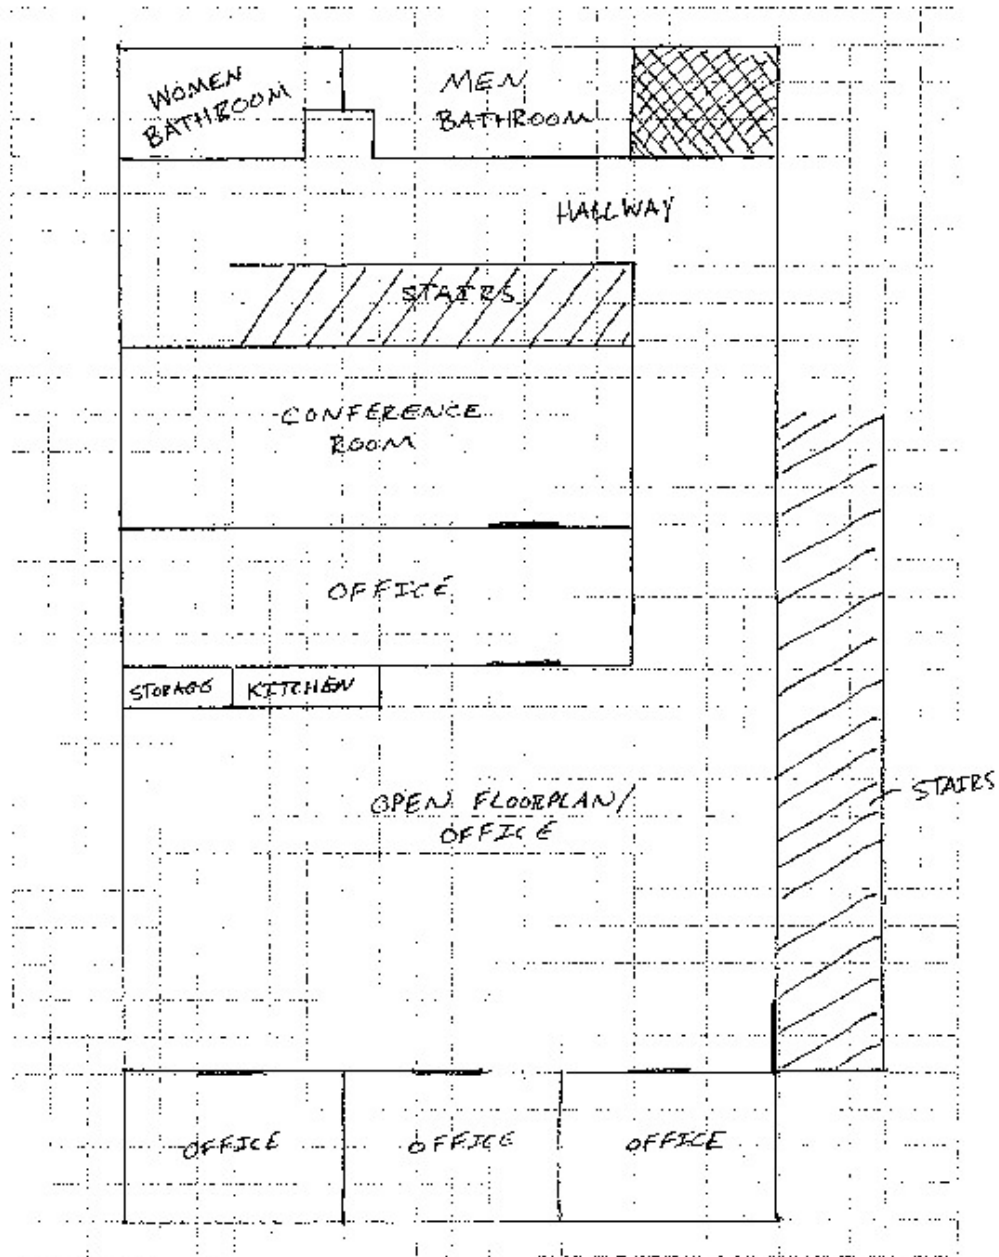 WOMEN
BATHROOM
MEN
BATHROOM
HALLWAY
STAIRS
CONFERENCE
ROOM
OFFICE
STORAGE
KITCHEN
OPEN FLOORPLAN/
OFFICE
STAIRS
OFFICE
OFFICE
OFFICE